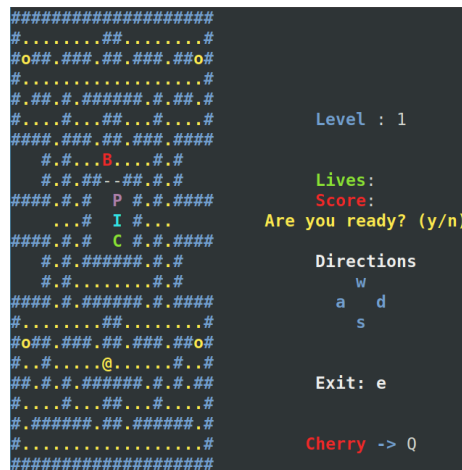 ####################
#........##........#
#o##.###.##.###.##o#
#..................#
#.##.#.######.#.##.#
#....#...##...#....#          Level : 1
####.###.##.###.####
   #.#...B....#.#
   #.#.##--##.#.#             Lives:
####.#.#  P #.#.####          Score:
    ...#  I #...         Are you ready? (y/n)
####.#.#  C #.#.####
   #.#.######.#.#             Directions
   #.#........#.#                 w
####.#.######.#.####            a   d
#........##........#              s
#o##.###.##.###.##o#
#..#.....@......#..#
##.#.#.######.#.#.##          Exit: e
#....#...##...#....#
#.######.##.######.#
#..................#         Cherry -> Q
####################